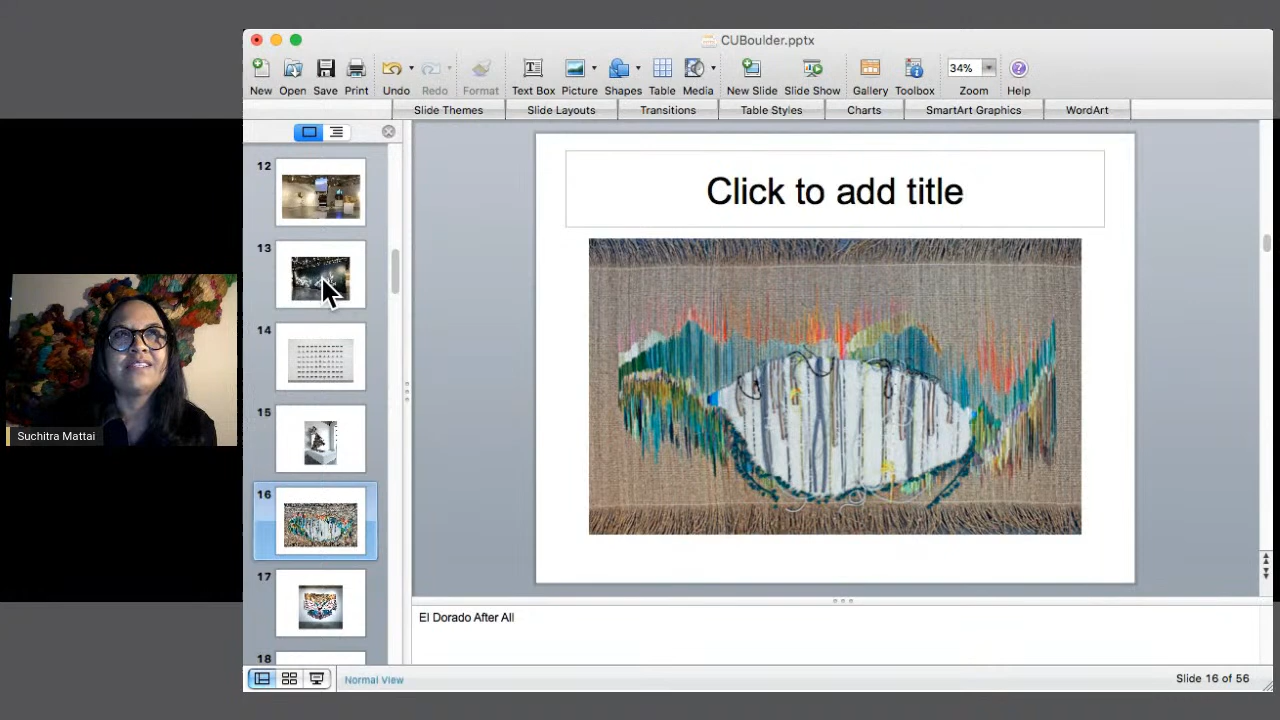 CUBoulder.pptx
New Open Save Print Undo Redo Format Text Box Picture Shapes Table Media New Slide Slide Show Gallery Toolbox 34% Zoom Help
Slide Themes Slide Layouts Transitions Table Styles Charts SmartArt Graphics WordArt
12
13
14
15
16
17
18
Click to add title
Suchitra Mattai
El Dorado After All
Normal View
Slide 16 of 56